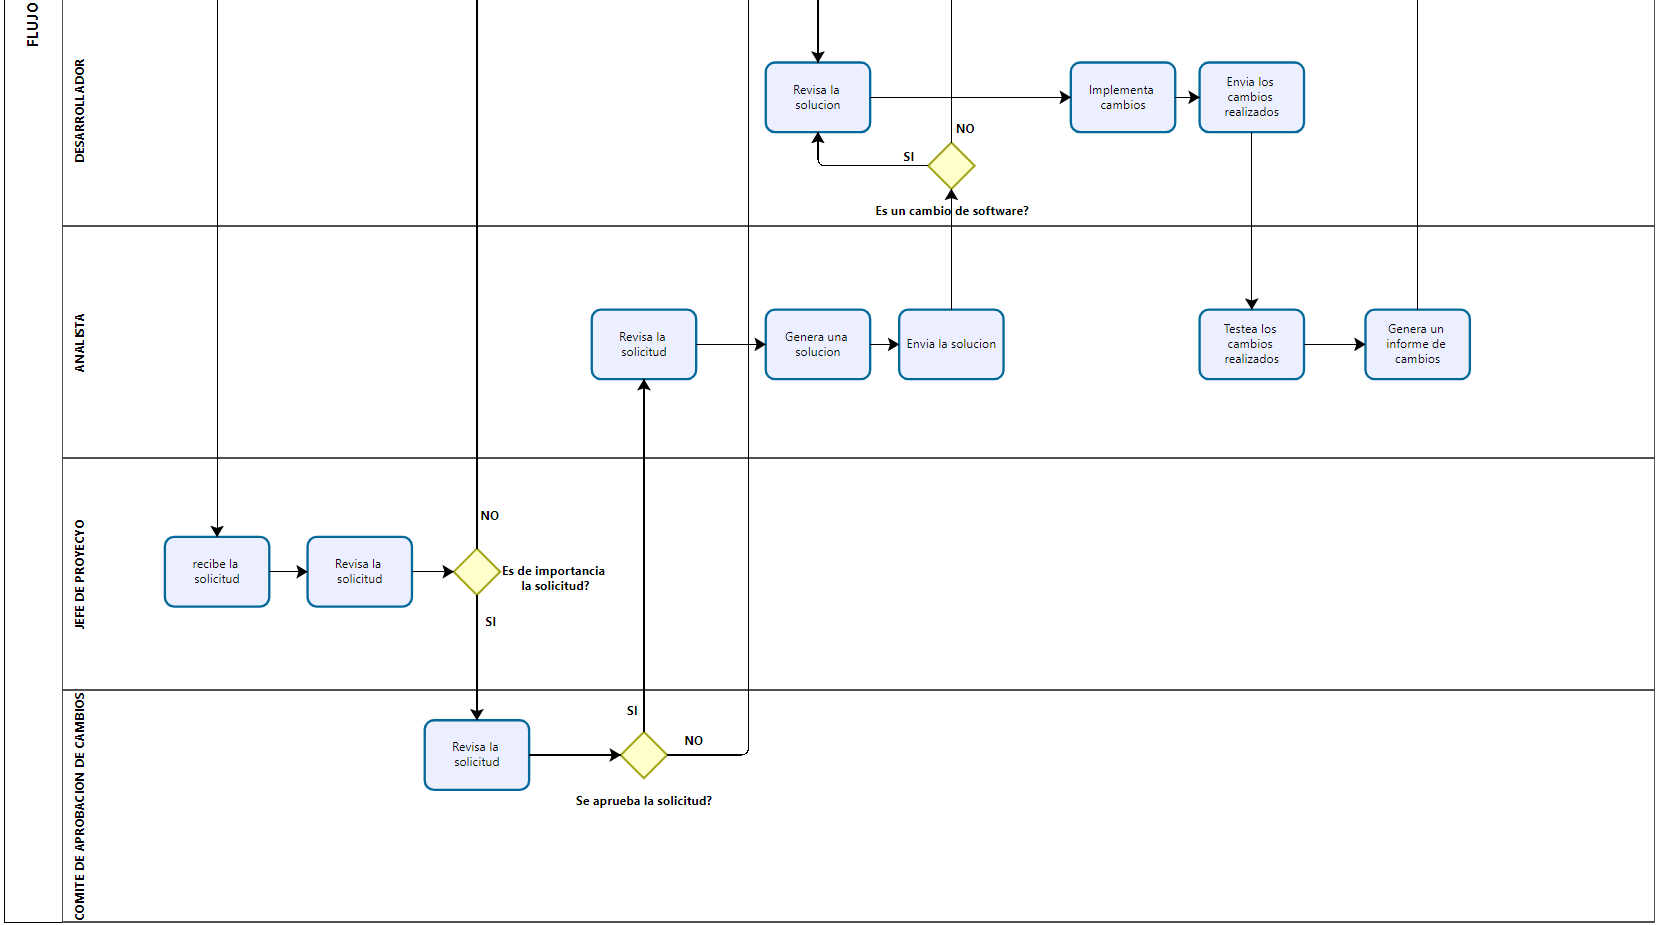 FLUJO
DESARROLLADOR
Revisa la
solucion
Implementa
cambios
Envia los
cambios
realizados
NO
SI
Es un cambio de software?
ANALISTA
Revisa la
solicitud
Genera una
solucion
Envia la solucion
Testea los
cambios
realizados
Genera un
informe de
cambios
JEFE DE PROYECYO
NO
recibe la
solicitud
Revisa la
solicitud
Es de importancia
la solicitud?
SI
COMITE DE APROBACION DE CAMBIOS
SI
NO
Revisa la
solicitud
Se aprueba la solicitud?